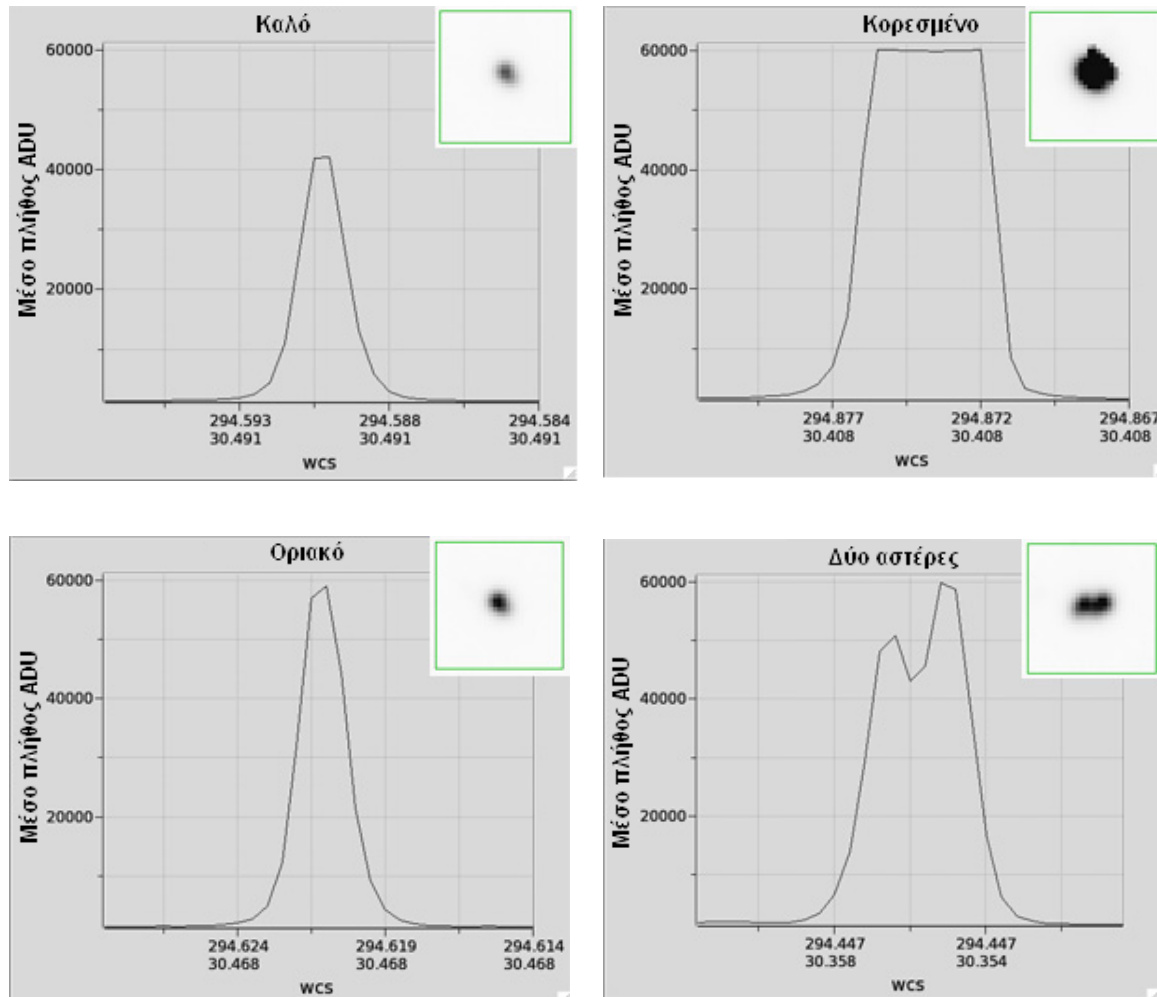 Καλό
60000
40000
20000
Μέσο πλήθος ADU
294.593
30.491
294.588
30.491
294.584
30.491
wcs
Κορεσμένο
60000
40000
20000
Μέσο πλήθος ADU
294.877
30.408
294.872
30.408
294.867
30.408
wcs
Οριακό
60000
40000
20000
Μέσο πλήθος ADU
294.624
30.468
294.619
30.468
294.614
30.468
wcs
Δύο αστέρες
60000
40000
20000
Μέσο πλήθος ADU
294.447
30.358
294.447
30.354
wcs